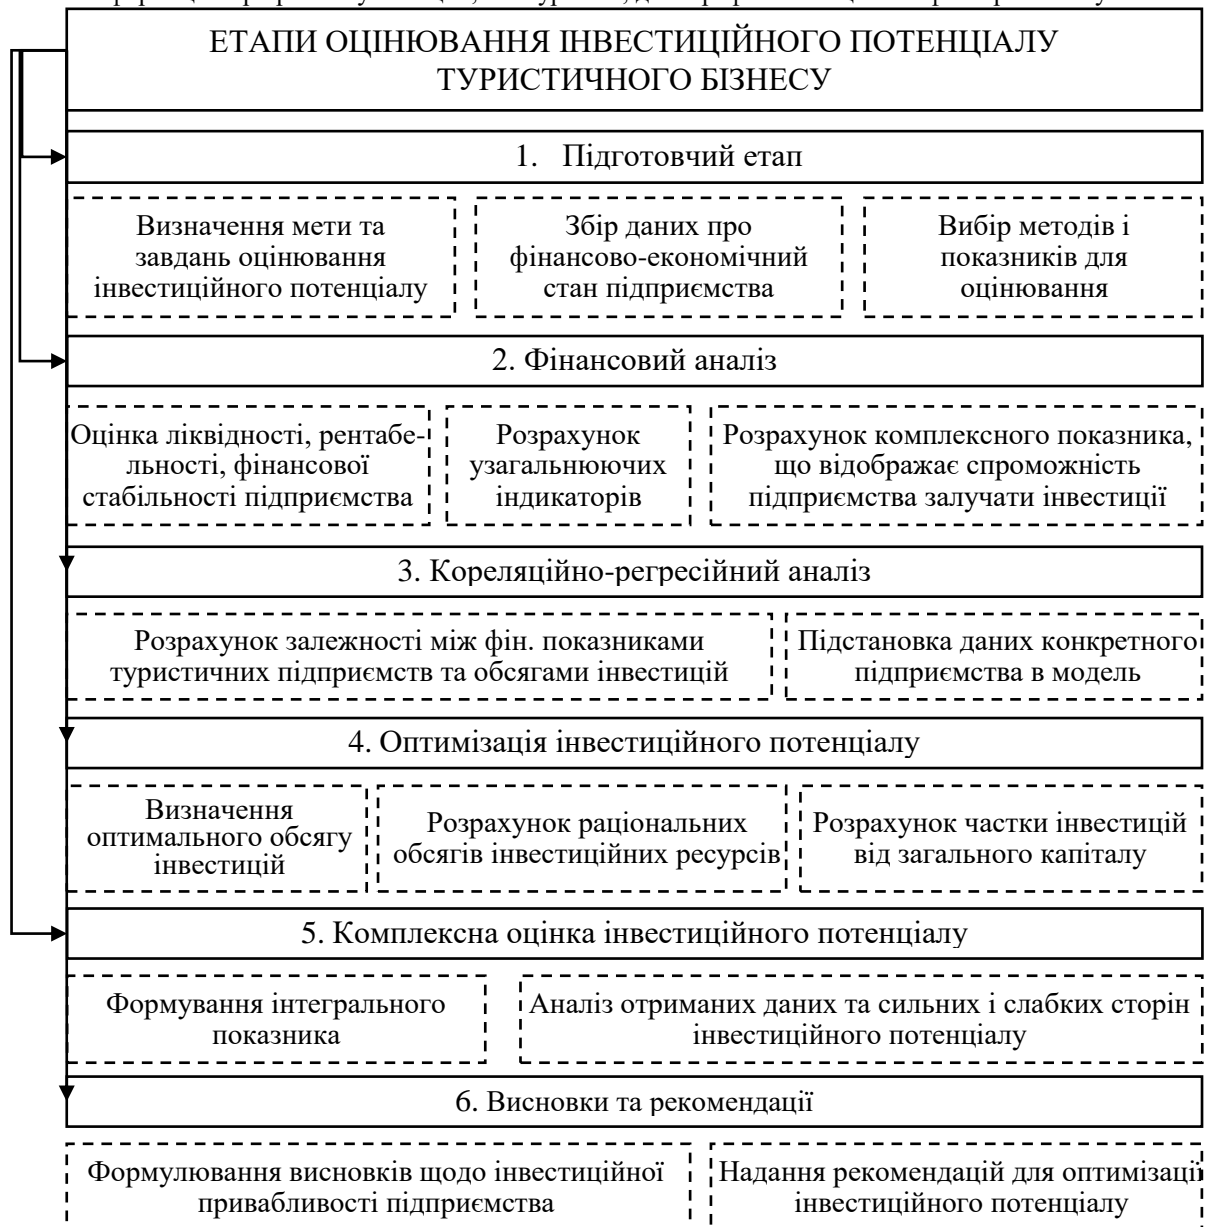 ЕТАПИ ОЦІНЮВАННЯ ІНВЕСТИЦІЙНОГО ПОТЕНЦІАЛУ
ТУРИСТИЧНОГО БІЗНЕСУ
1. Підготовчий етап
Визначення мети та
завдань оцінювання
інвестиційного потенціалу
Збір даних про
фінансово-економічний
стан підприємства
Вибір методів і
показників для
оцінювання
2. Фінансовий аналіз
Оцінка ліквідності, рентабе-
льності, фінансової
стабільності підприємства
Розрахунок
узагальнюючих
індикаторів
Розрахунок комплексного показника,
що відображає спроможність
підприємства залучати інвестиції
3. Кореляційно-регресійний аналіз
Розрахунок залежності між фін. показниками
туристичних підприємств та обсягами інвестицій
Підстановка даних конкретного
підприємства в модель
4. Оптимізація інвестиційного потенціалу
Визначення
оптимального обсягу
інвестицій
Розрахунок раціональних
обсягів інвестиційних ресурсів
Розрахунок частки інвестицій
від загального капіталу
5. Комплексна оцінка інвестиційного потенціалу
Формування інтегрального
показника
Аналіз отриманих даних та сильних і слабких сторін
інвестиційного потенціалу
6. Висновки та рекомендації
Формулювання висновків щодо інвестиційної
привабливості підприємства
Надання рекомендацій для оптимізації
інвестиційного потенціалу